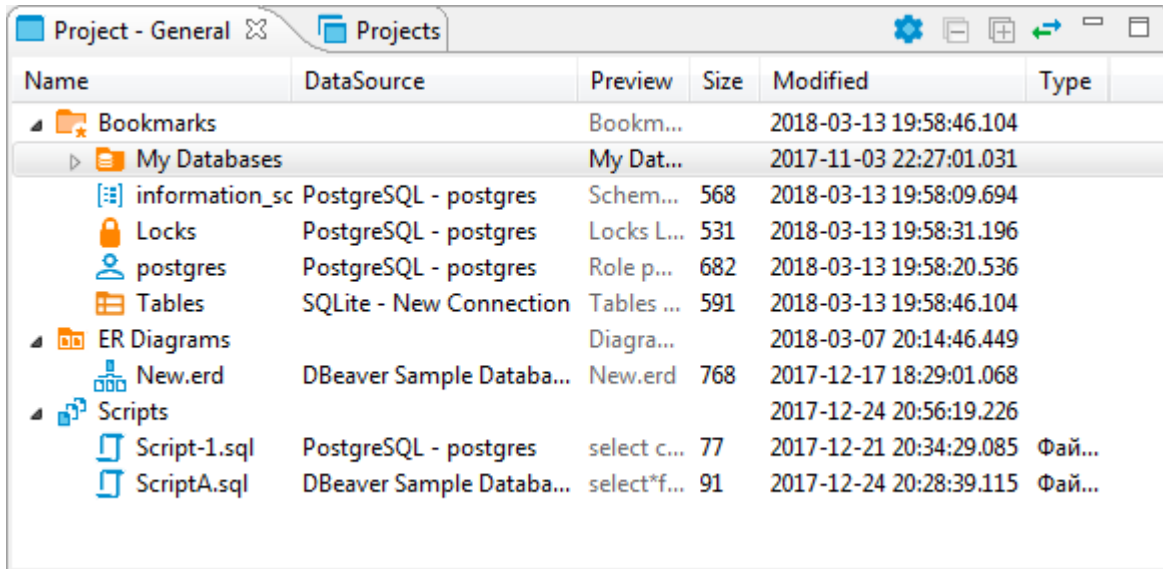 Project - General Projects
Name DataSource Preview Size Modified Type
Bookmarks Bookm... 2018-03-13 19:58:46.104
My Databases My Dat... 2017-11-03 22:27:01.031
information_sc PostgreSQL - postgres Schem... 568 2018-03-13 19:58:09.694
Locks PostgreSQL - postgres Locks L... 531 2018-03-13 19:58:31.196
postgres PostgreSQL - postgres Role p... 682 2018-03-13 19:58:20.536
Tables SQLite - New Connection Tables ... 591 2018-03-13 19:58:46.104
ER Diagrams Diagra... 2018-03-07 20:14:46.449
New.erd DBeaver Sample Databa... New.erd 768 2017-12-17 18:29:01.068
Scripts 2017-12-24 20:56:19.226
Script-1.sql PostgreSQL - postgres select c... 77 2017-12-21 20:34:29.085 Фай...
ScriptA.sql DBeaver Sample Databa... select*f... 91 2017-12-24 20:28:39.115 Фай...